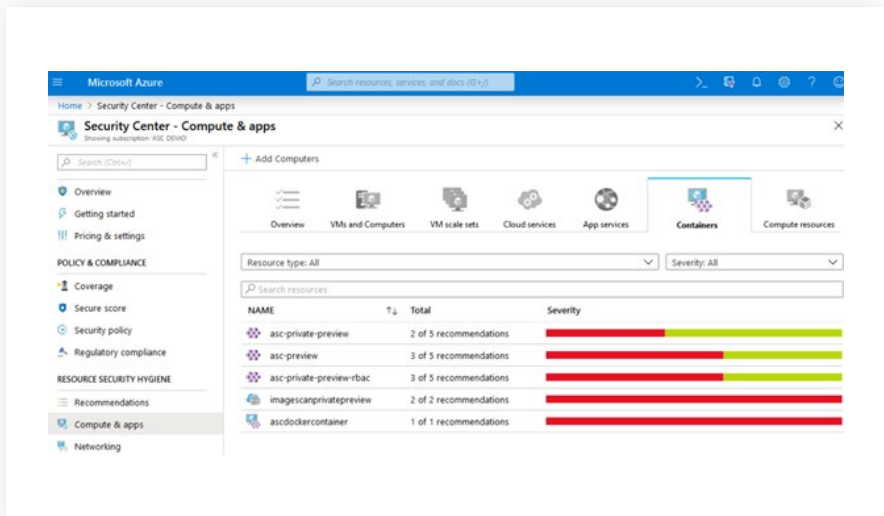 Microsoft Azure
Search resources, services, and docs (G+/)
Home > Security Center - Compute & apps
Security Center - Compute & apps
Showing subscription 'ASC DEMO'
Search (Ctrl+/)
Overview
Getting started
Pricing & settings
POLICY & COMPLIANCE
Coverage
Secure score
Security policy
Regulatory compliance
RESOURCE SECURITY HYGIENE
Recommendations
Compute & apps
Networking
Add Computers
Overview VMs and Computers VM scale sets Cloud services App services Containers Compute resources
Resource type: All Severity: All
Search resources
NAME Total Severity
asc-private-preview 2 of 5 recommendations
asc-preview 3 of 5 recommendations
asc-private-preview-rbac 3 of 5 recommendations
imagescanprivatepreview 2 of 2 recommendations
ascdockercontainer 1 of 1 recommendations